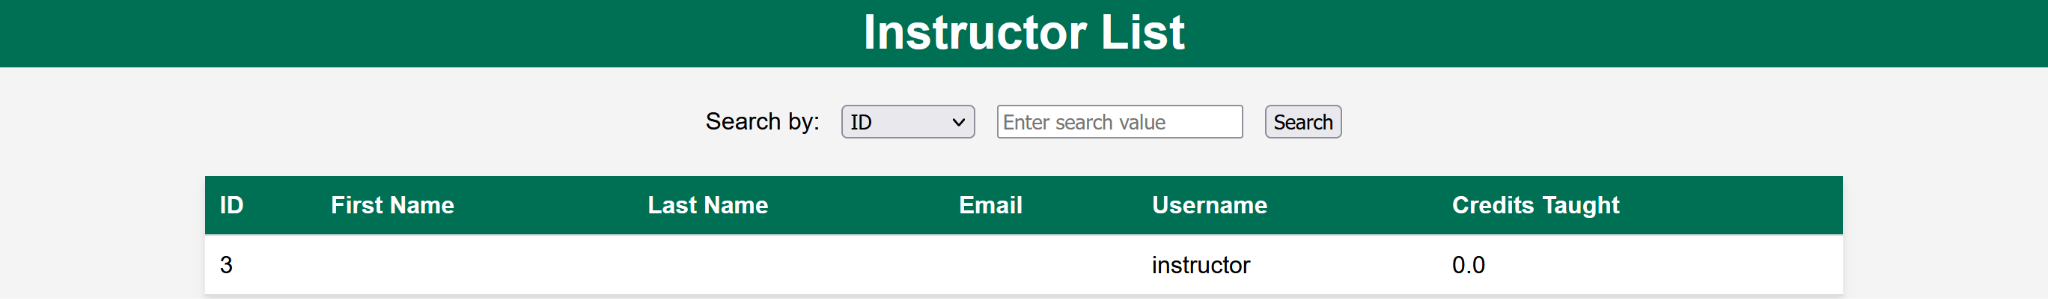 Instructor List
Search by: ID Enter search value Search
ID First Name Last Name Email Username Credits Taught
3 instructor 0.0